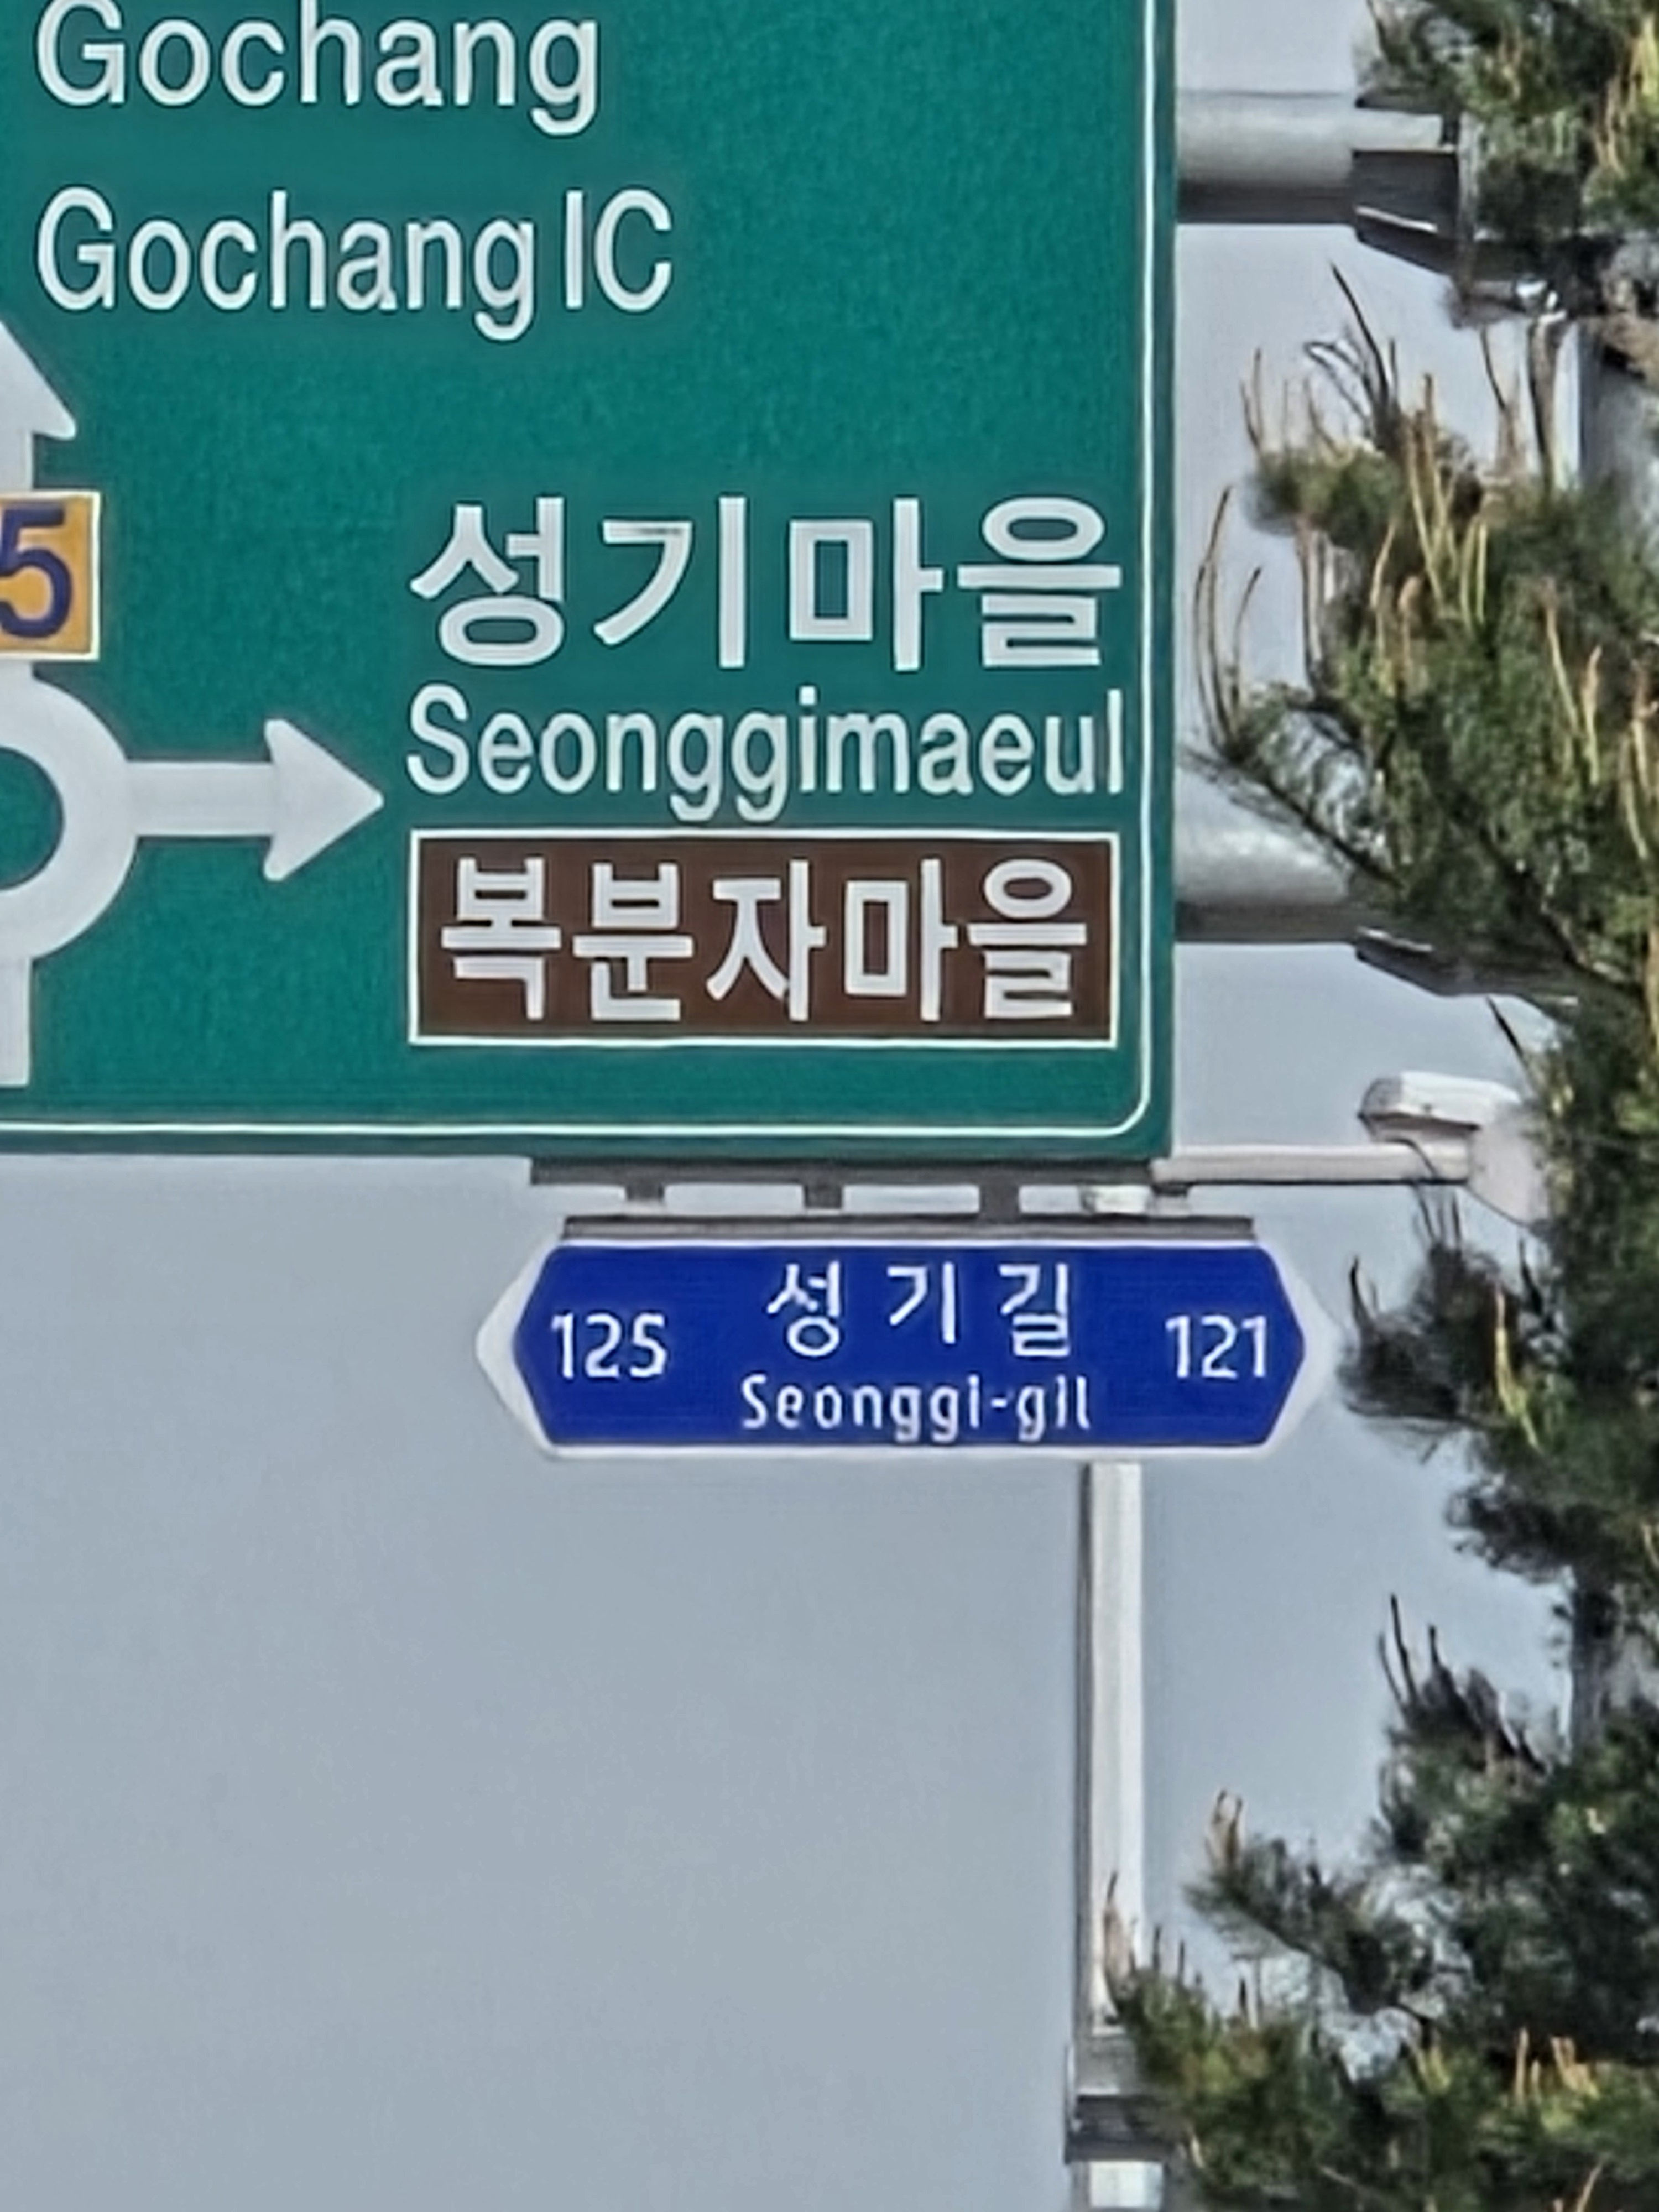 Gochang
Gochang IC
5
성기마을
Seonggimaeul
복분자마을
125 성기길 121
Seonggi-gil